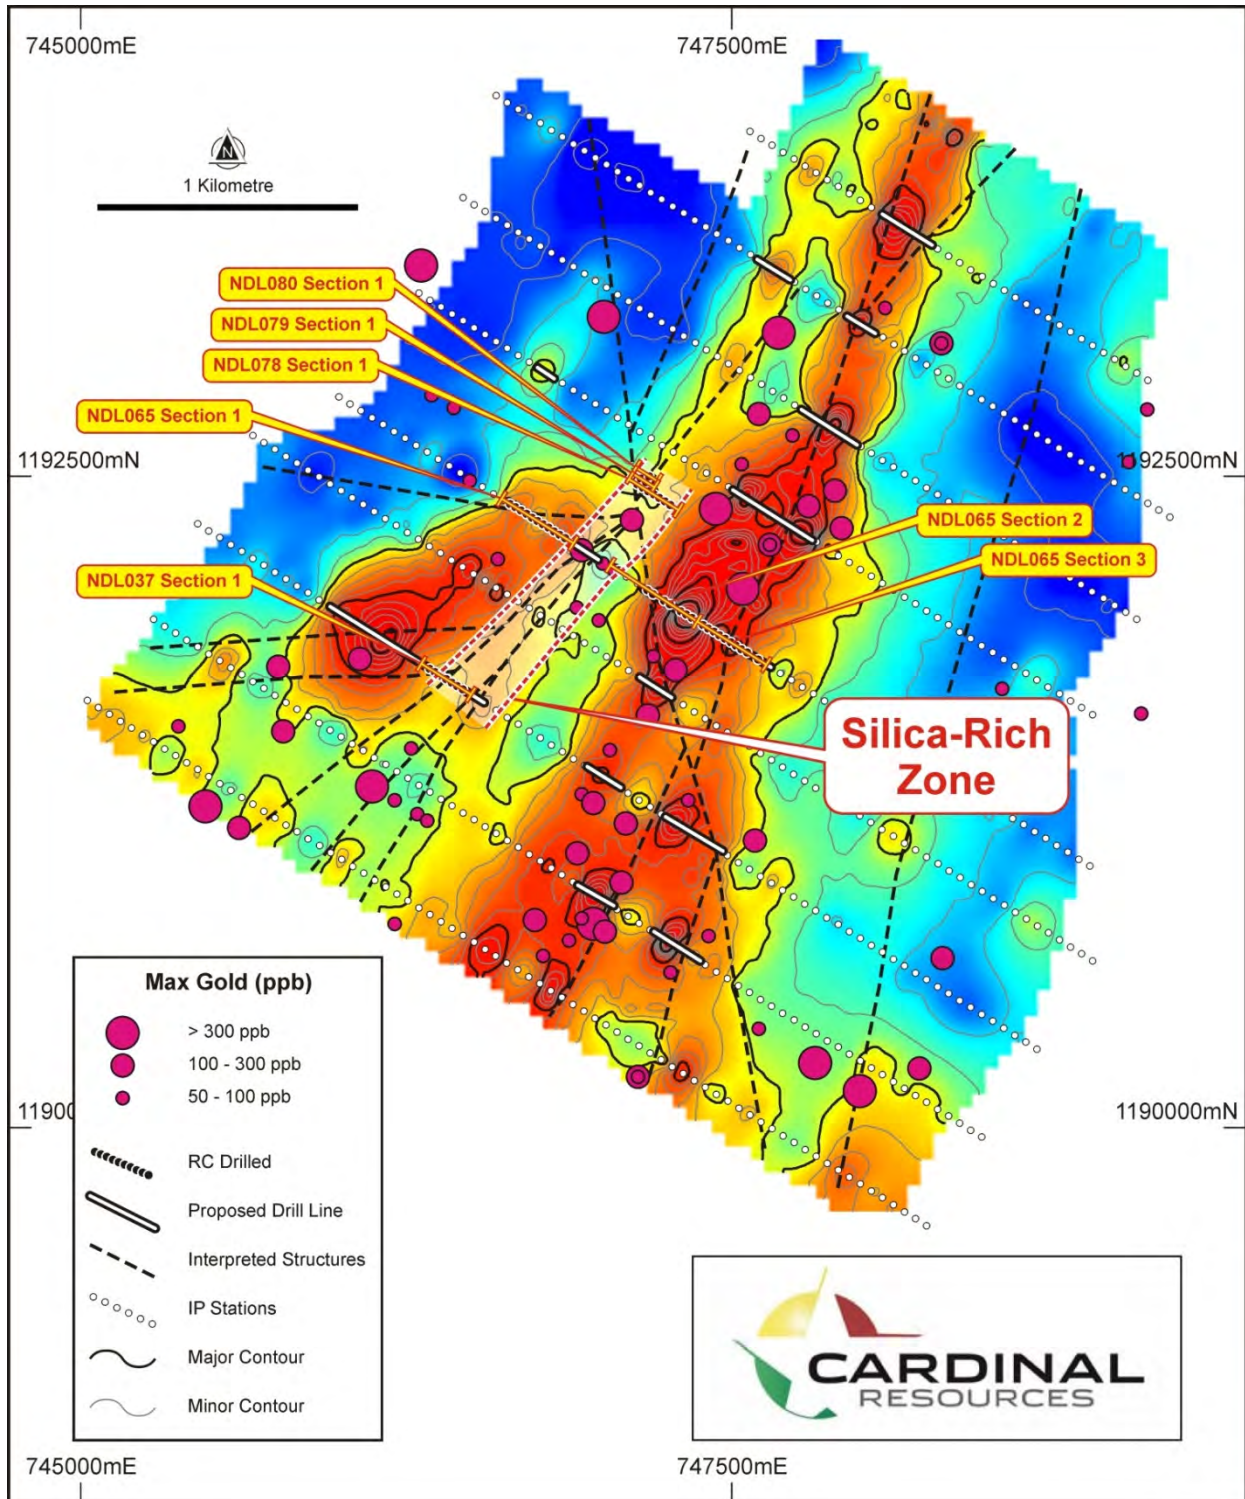 745000mE
747500mE
N
1 Kilometre
NDL080 Section 1
NDL079 Section 1
NDL078 Section 1
NDL065 Section 1
1192500mN
1192500mN
NDL065 Section 2
NDL065 Section 3
NDL037 Section 1
Silica-Rich
Zone
Max Gold (ppb)
> 300 ppb
100 - 300 ppb
50 - 100 ppb
1190000mN
RC Drilled
Proposed Drill Line
Interpreted Structures
IP Stations
Major Contour
Minor Contour
CARDINAL
RESOURCES
745000mE
747500mE